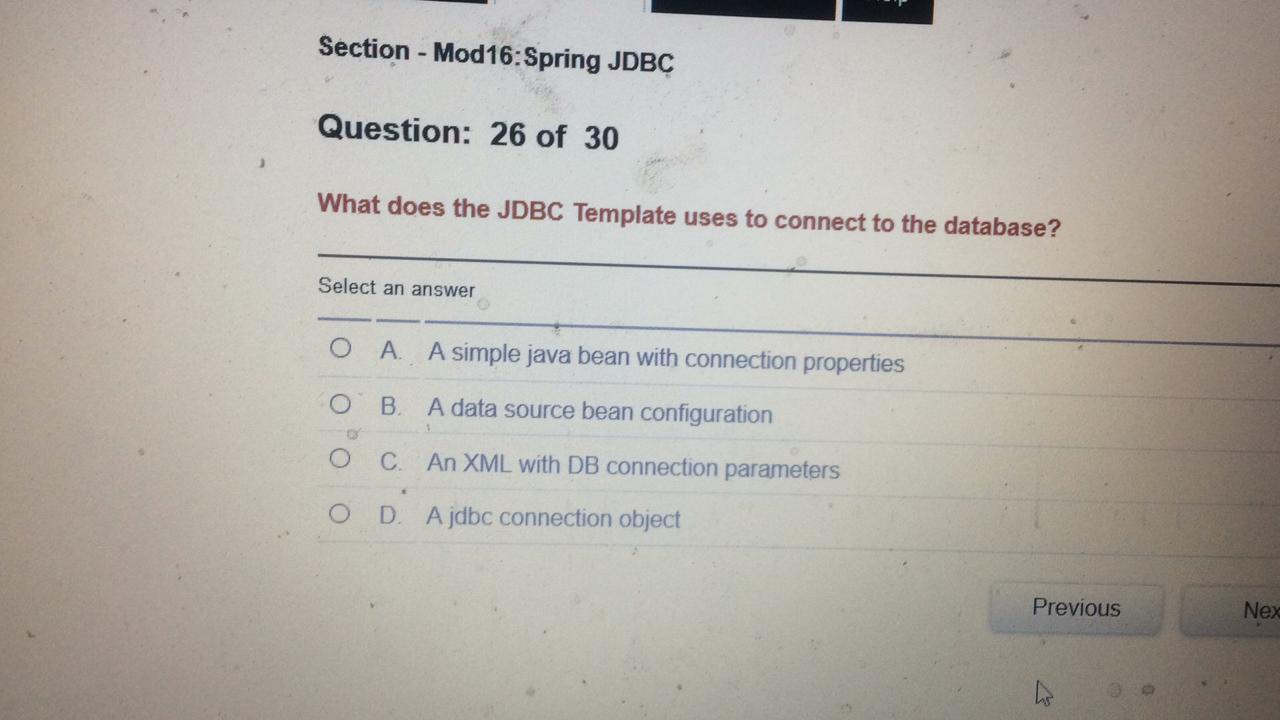 Section - Mod16:Spring JDBC
Question: 26 of 30
What does the JDBC Template uses to connect to the database?
Select an answer
A. A simple java bean with connection properties
B. A data source bean configuration
C. An XML with DB connection parameters
D. A jdbc connection object
Previous